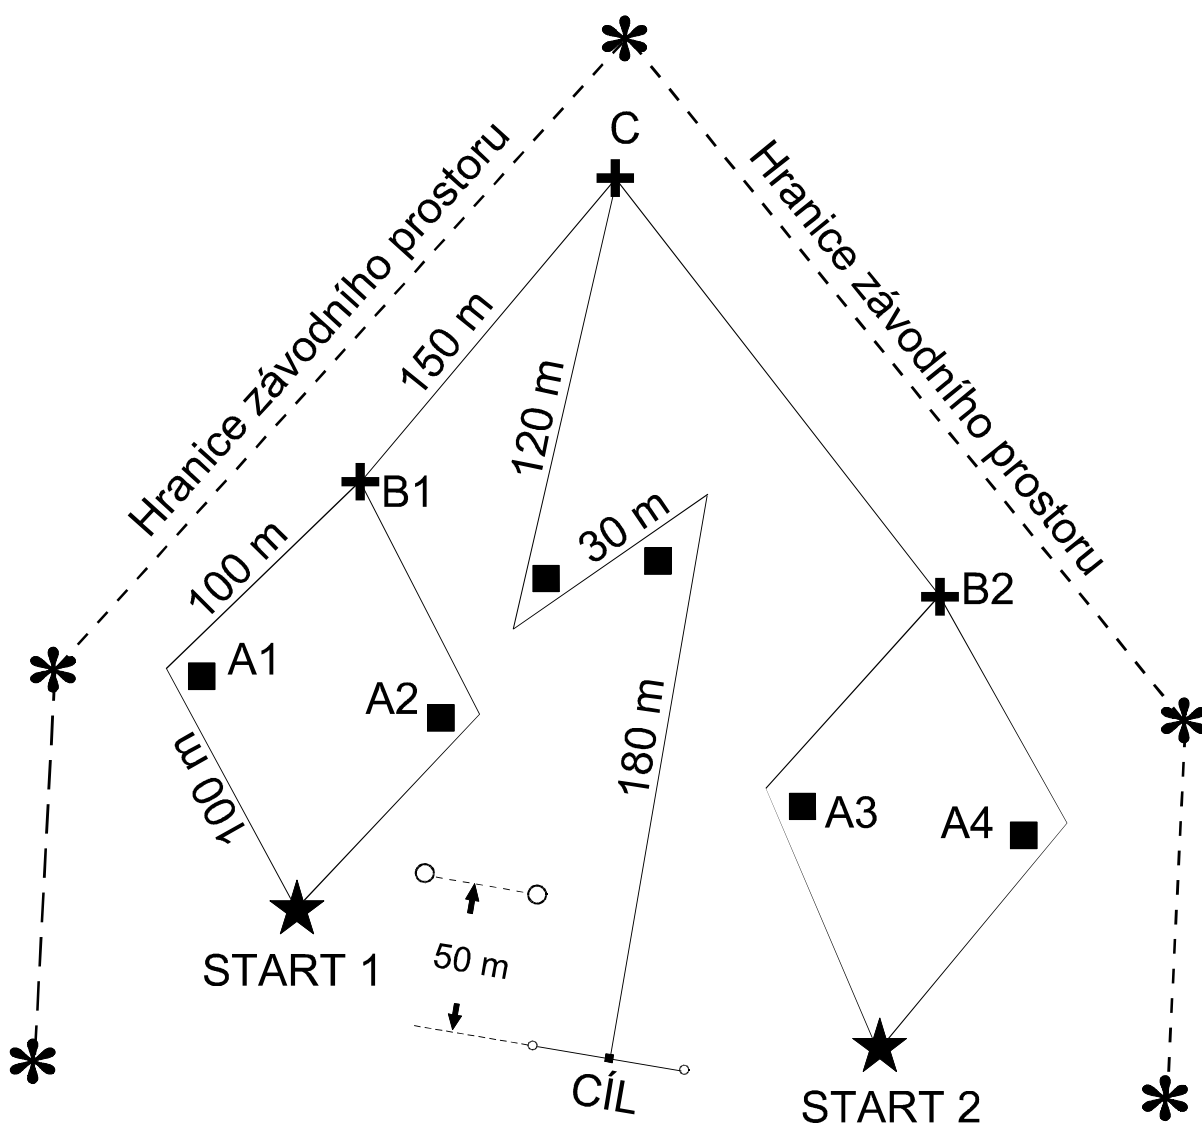 C
Hranice závodního prostoru
Hranice závodního prostoru
150 m
120 m
B1
30 m
100 m
B2
A1
A2
180 m
100 m
A3
A4
START 1
50 m
CÍL
START 2